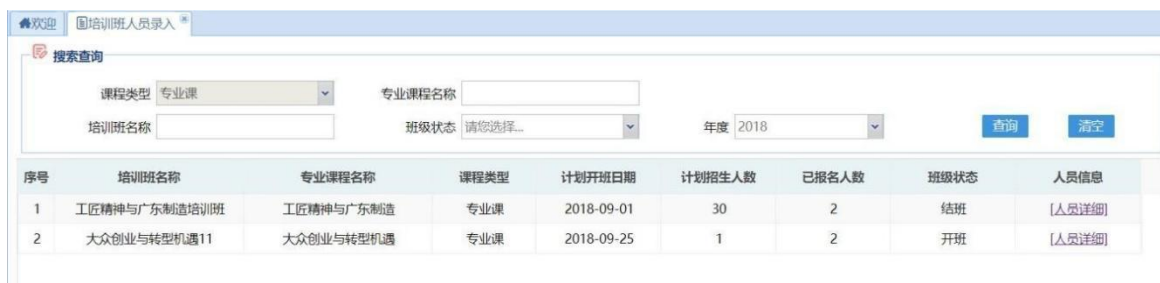 欢迎 培训班人员录入
搜索查询
课程类型 专业课 专业课程名称
培训班名称 班级状态 请您选择... 年度 2018 查询 清空
序号 培训班名称 专业课程名称 课程类型 计划开班日期 计划招生人数 已报名人数 班级状态 人员信息
1 工匠精神与广东制造培训班 工匠精神与广东制造 专业课 2018-09-01 30 2 结班 [人员详细]
2 大众创业与转型机遇11 大众创业与转型机遇 专业课 2018-09-25 1 2 开班 [人员详细]